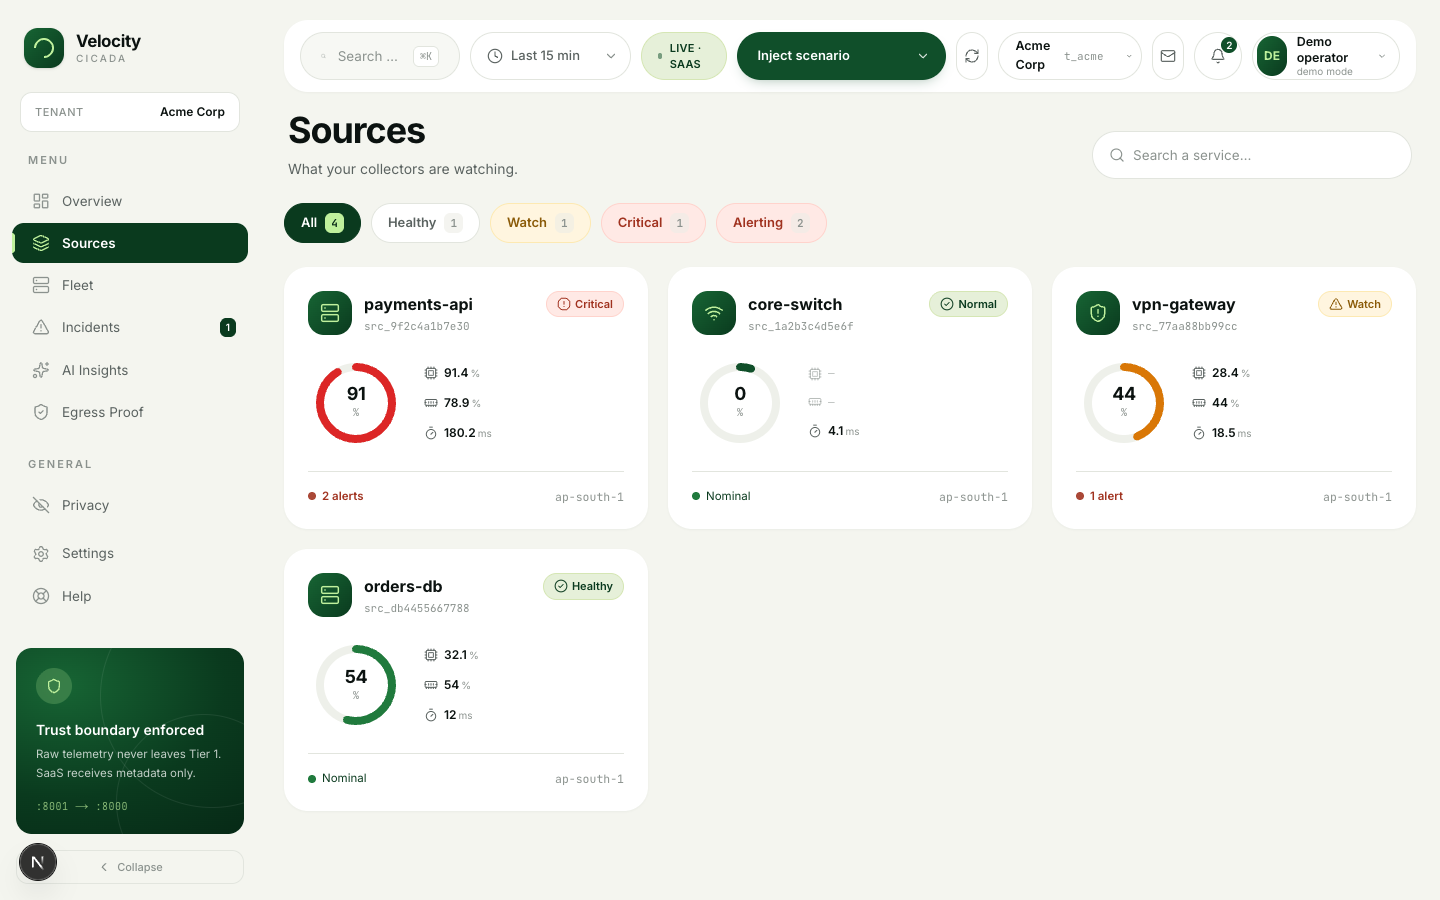 Velocity
CICADA
TENANT Acme Corp
MENU
Overview
Sources
Fleet
Incidents 1
AI Insights
Egress Proof
GENERAL
Privacy
Settings
Help
Trust boundary enforced
Raw telemetry never leaves Tier 1.
SaaS receives metadata only.
:8001 → :8000
N
Collapse
Search ... ⌘K
Last 15 min
LIVE ·
SAAS
Inject scenario
Acme
Corp
t_acme
2
DE
Demo
operator
demo mode
Sources
What your collectors are watching.
Search a service...
All 4
Healthy 1
Watch 1
Critical 1
Alerting 2
payments-api
Critical
src_9f2c4a1b7e30
91
%
91.4 %
78.9 %
180.2 ms
2 alerts
ap-south-1
core-switch
Normal
src_1a2b3c4d5e6f
0
%
–
–
4.1 ms
Nominal
ap-south-1
vpn-gateway
Watch
src_77aa88bb99cc
44
%
28.4 %
44 %
18.5 ms
1 alert
ap-south-1
orders-db
Healthy
src_db4455667788
54
%
32.1 %
54 %
12 ms
Nominal
ap-south-1